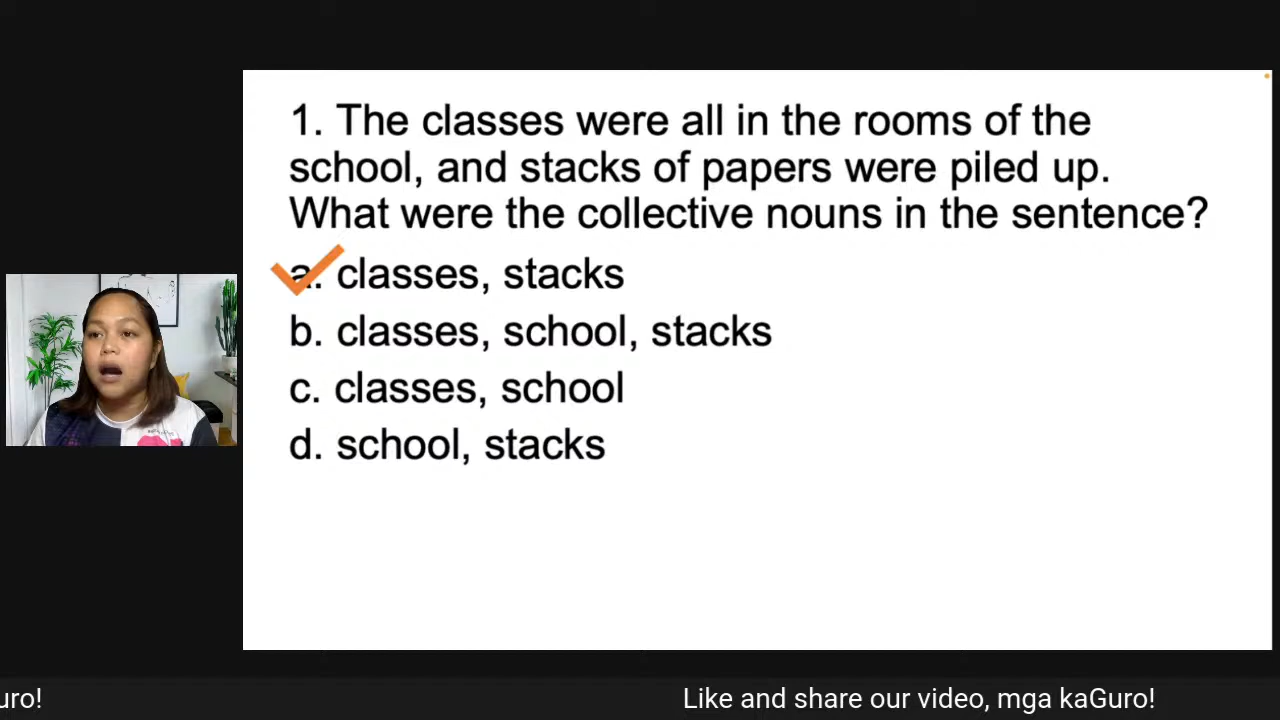 1. The classes were all in the rooms of the
school, and stacks of papers were piled up.
What were the collective nouns in the sentence?
a. classes, stacks
b. classes, school, stacks
c. classes, school
d. school, stacks
uro!
Like and share our video, mga kaGuro!